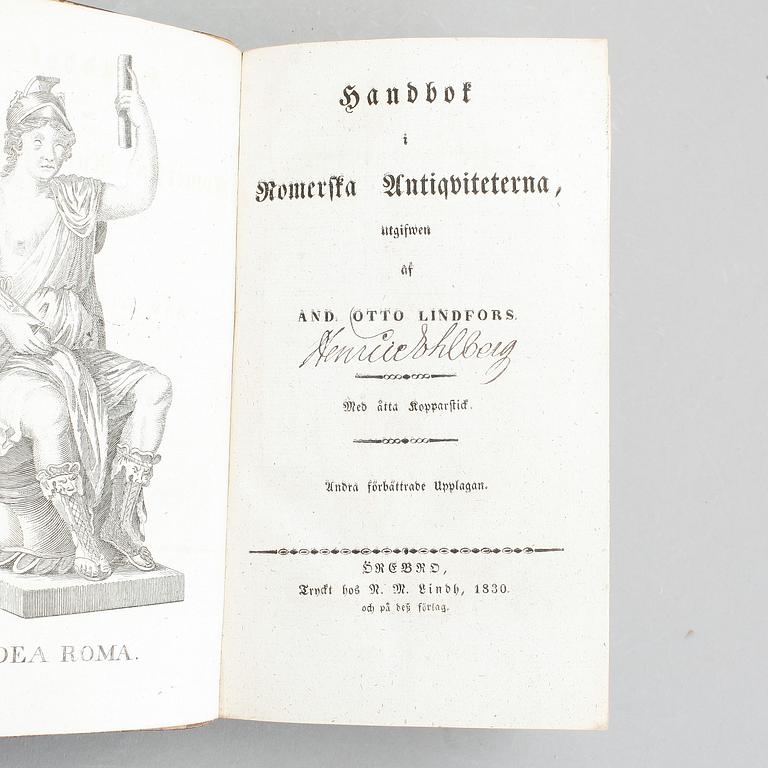 Handbok
i
Romerska Antiqviteterna,
utgifwen
af
AND. OTTO LINDFORS.
Henric Dohlberg
Med åtta Kopparstick.
Andra förbättrade Upplagan.
ÖREBRO,
Tryckt hos N. M. Lindh, 1830.
och på deß förlag.
DEA ROMA.